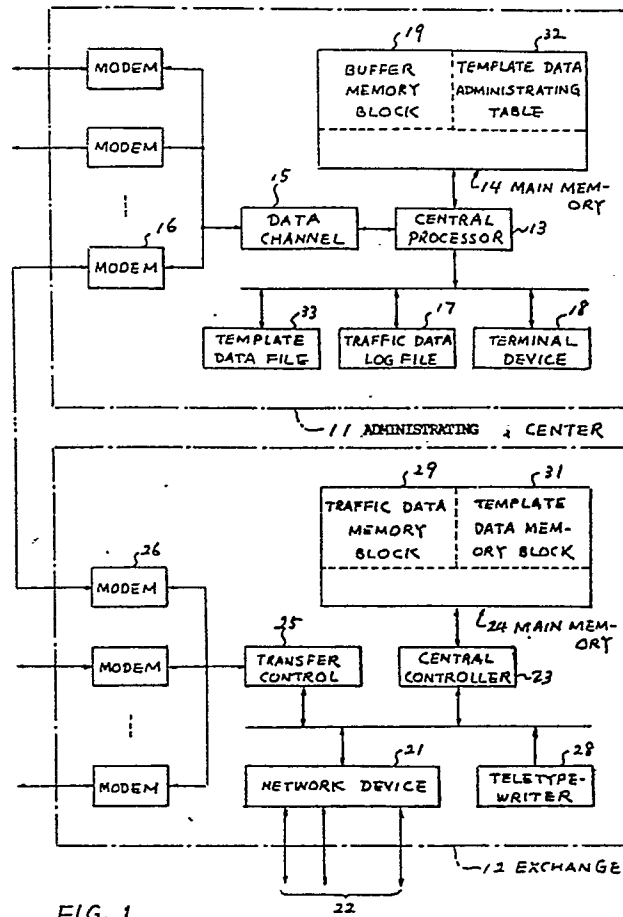 19
32
MODEM
BUFFER
MEMORY
BLOCK
TEMPLATE DATA
ADMINISTRATING
TABLE
MODEM
14 MAIN MEM-
ORY
15
16
DATA
CHANNEL
CENTRAL
PROCESSOR
13
MODEM
33
17
18
TEMPLATE
DATA FILE
TRAFFIC DATA
LOG FILE
TERMINAL
DEVICE
11 ADMINISTRATING CENTER
29
31
TRAFFIC DATA
MEMORY
BLOCK
TEMPLATE
DATA MEM-
ORY BLOCK
26
MODEM
24 MAIN MEM-
ORY
25
MODEM
TRANSFER
CONTROL
CENTRAL
CONTROLLER
23
21
28
MODEM
NETWORK DEVICE
TELETYPE-
WRITER
12 EXCHANGE
22
FIG. 1